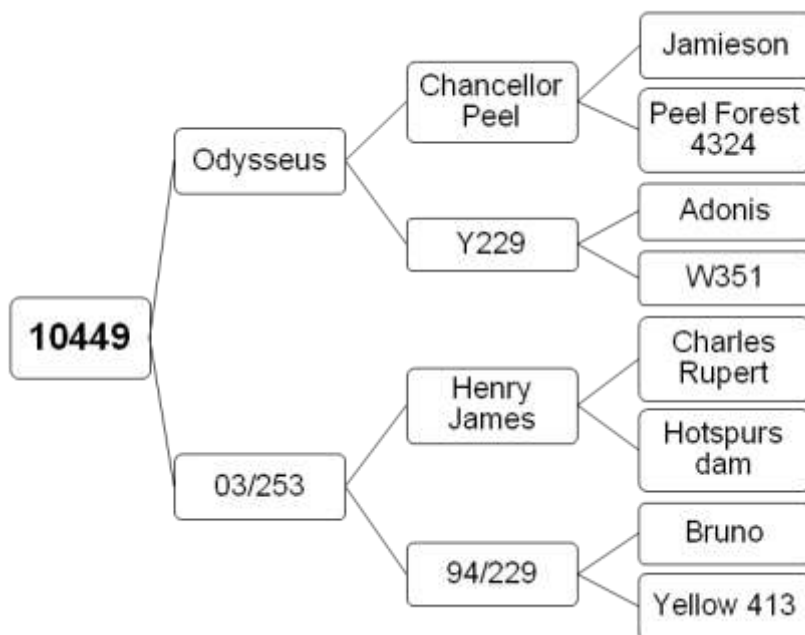 Jamieson
Chancellor
Peel
Peel Forest
4324
Odysseus
Adonis
Y229
W351
10449
Charles
Rupert
Henry
James
Hotspurs
dam
03/253
Bruno
94/229
Yellow 413